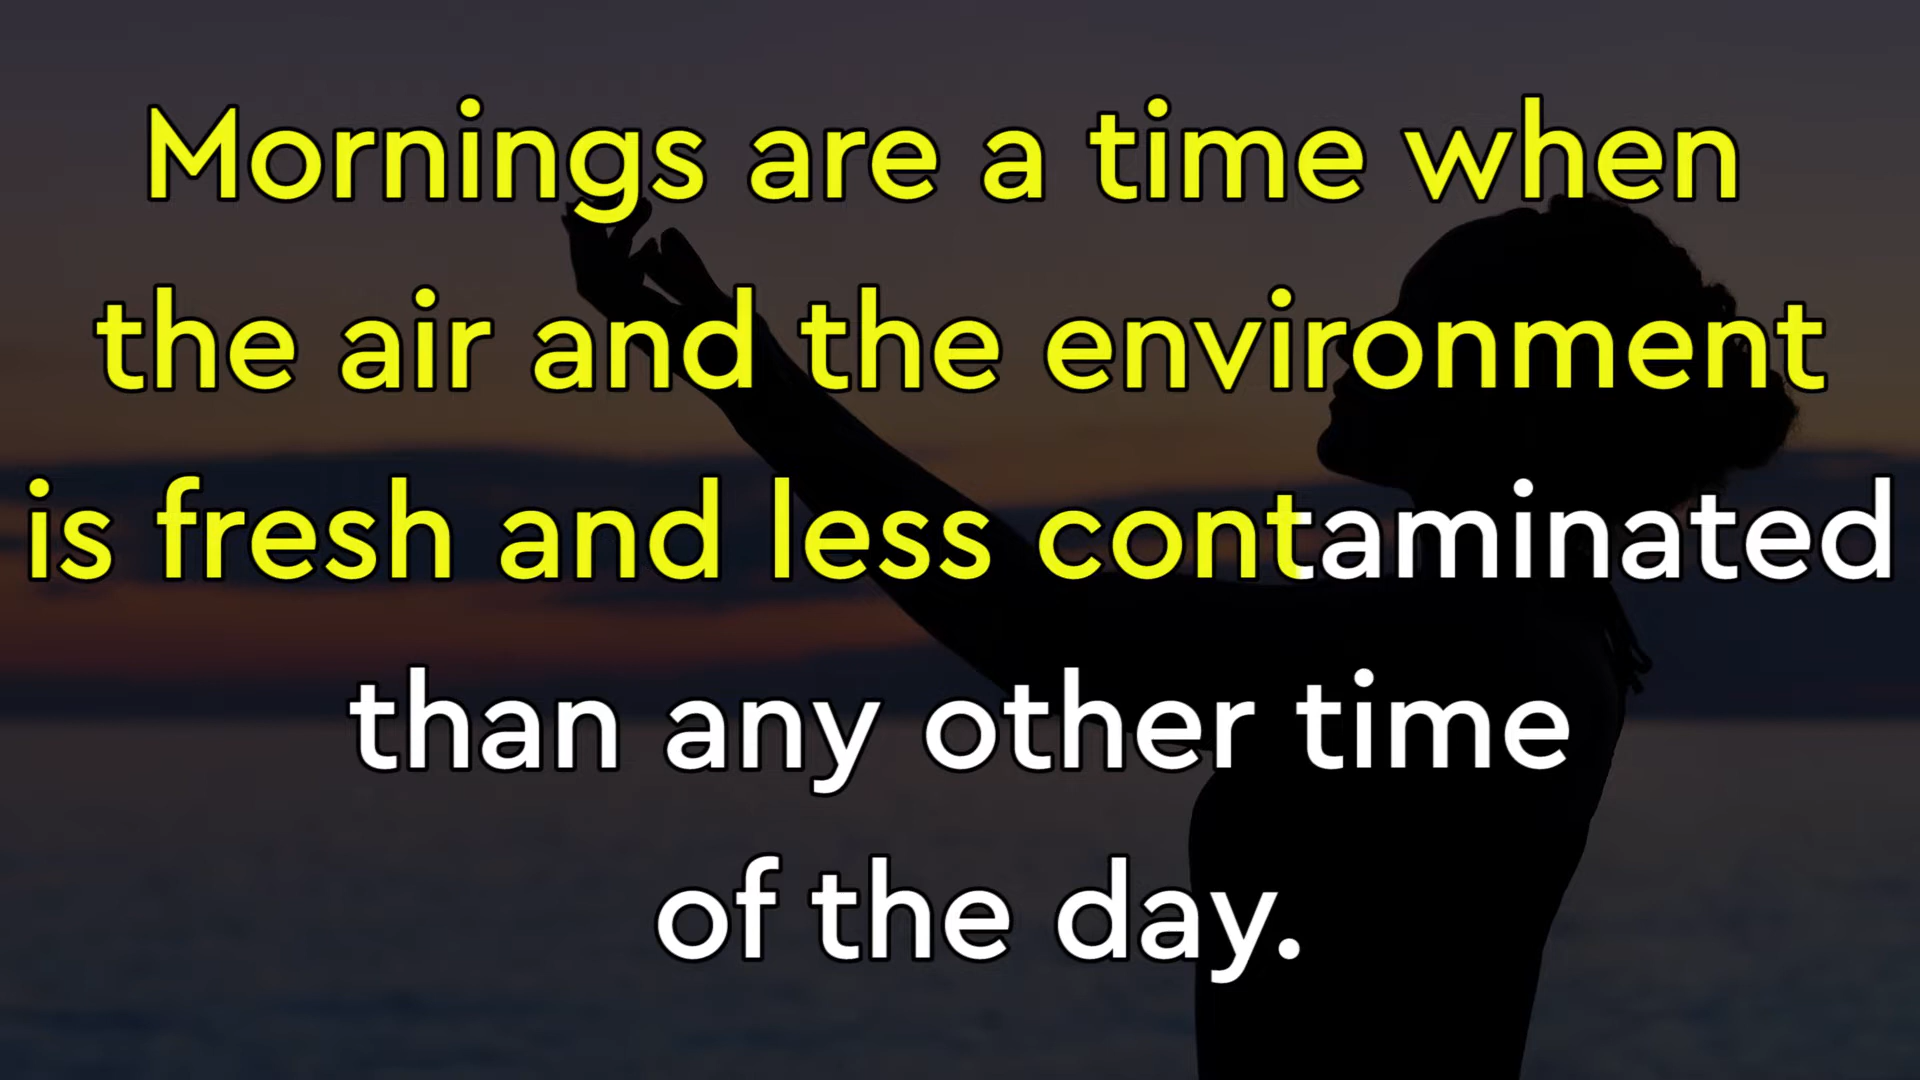 Mornings are a time when
the air and the environment
is fresh and less contaminated
than any other time
of the day.